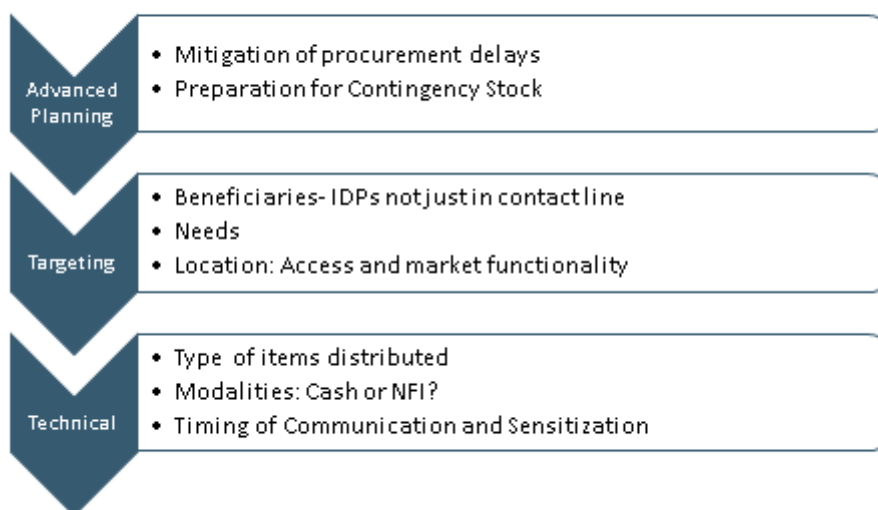 Advanced
Planning
• Mitigation of procurement delays
• Preparation for Contingency Stock
Targeting
• Beneficiaries- IDPs not just in contact line
• Needs
• Location: Access and market functionality
Technical
• Type of items distributed
• Modalities: Cash or NFI?
• Timing of Communication and Sensitization